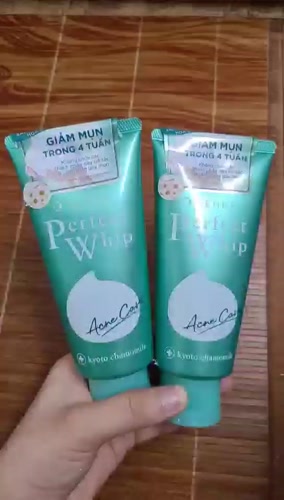 GIẢM MỤN
TRONG 4 TUẦN
Perfect
Whip
Acne Care
kyoto chamomile
GIẢM MỤN
TRONG 4 TUẦN
Perfect
Whip
Acne Care
kyoto chamomile